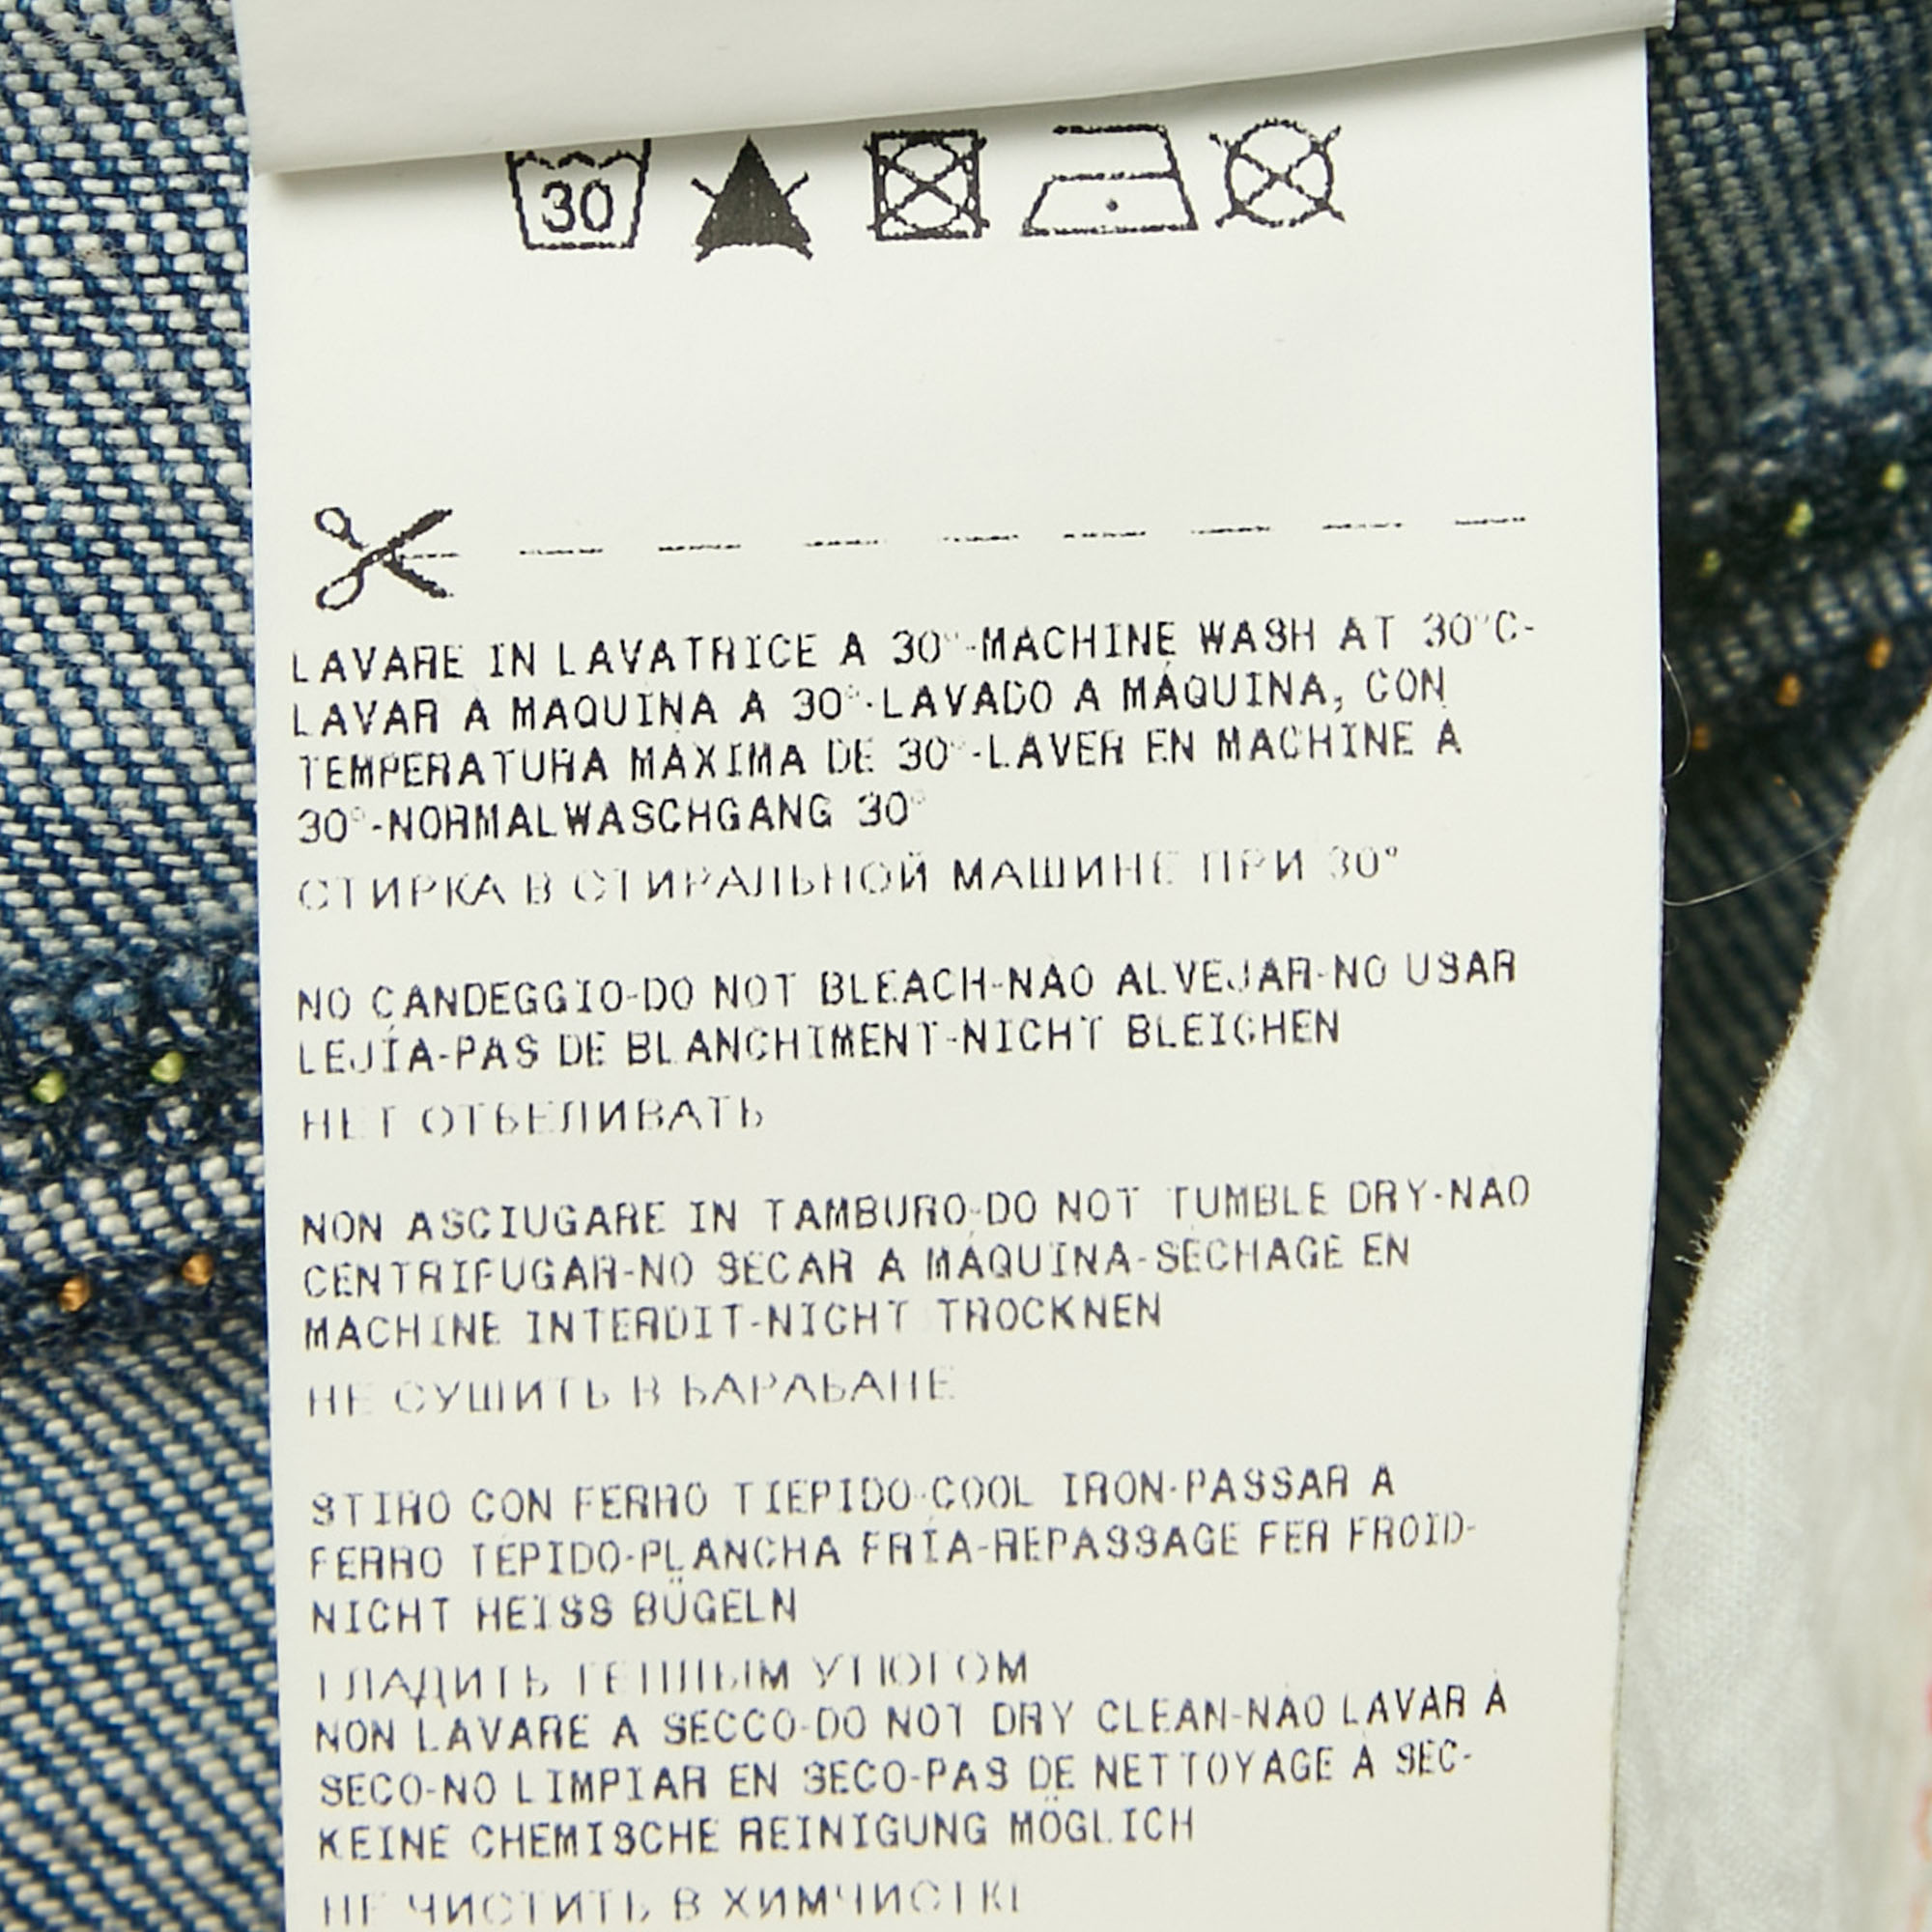 30
LAVARE IN LAVATRICE A 30°-MACHINE WASH AT 30°C-
LAVAR À MAQUINA A 30°-LAVADO A MÁQUINA, CON
TEMPERATURA MÁXIMA DE 30°-LAVER EN MACHINE A
30°-NORMALWASCHGANG 30°
СТИРКА В СТИРАЛЬНОЙ МАШИНЕ ПРИ 30°
NO CANDEGGIO-DO NOT BLEACH-NÃO ALVEJAR-NO USAR
LEJÍA-PAS DE BLANCHIMENT-NICHT BLEICHEN
НЕТ ОТБЕЛИВАТЬ
NON ASCIUGARE IN TAMBURO-DO NOT TUMBLE DRY-NAO
CENTRIFUGAR-NO SECAR A MÁQUINA-SÉCHAGE EN
MACHINE INTERDIT-NICHT TROCKNEN
НЕ СУШИТЬ В БАРАБАНЕ
STIRO CON FERRO TIEPIDO-COOL IRON-PASSAR A
FERRO TÉPIDO-PLANCHA FRÍA-REPASSAGE FER FROID-
NICHT HEISS BÜGELN
ГЛАДИТЬ ТЕПЛЫМ УТЮГОМ
NON LAVARE A SECCO-DO NOT DRY CLEAN-NÃO LAVAR À
SECO-NO LIMPIAR EN SECO-PAS DE NETTOYAGE À SEC-
KEINE CHEMISCHE REINIGUNG MÖGLICH
НЕ ЧИСТИТЬ В ХИМЧИСТКЕ